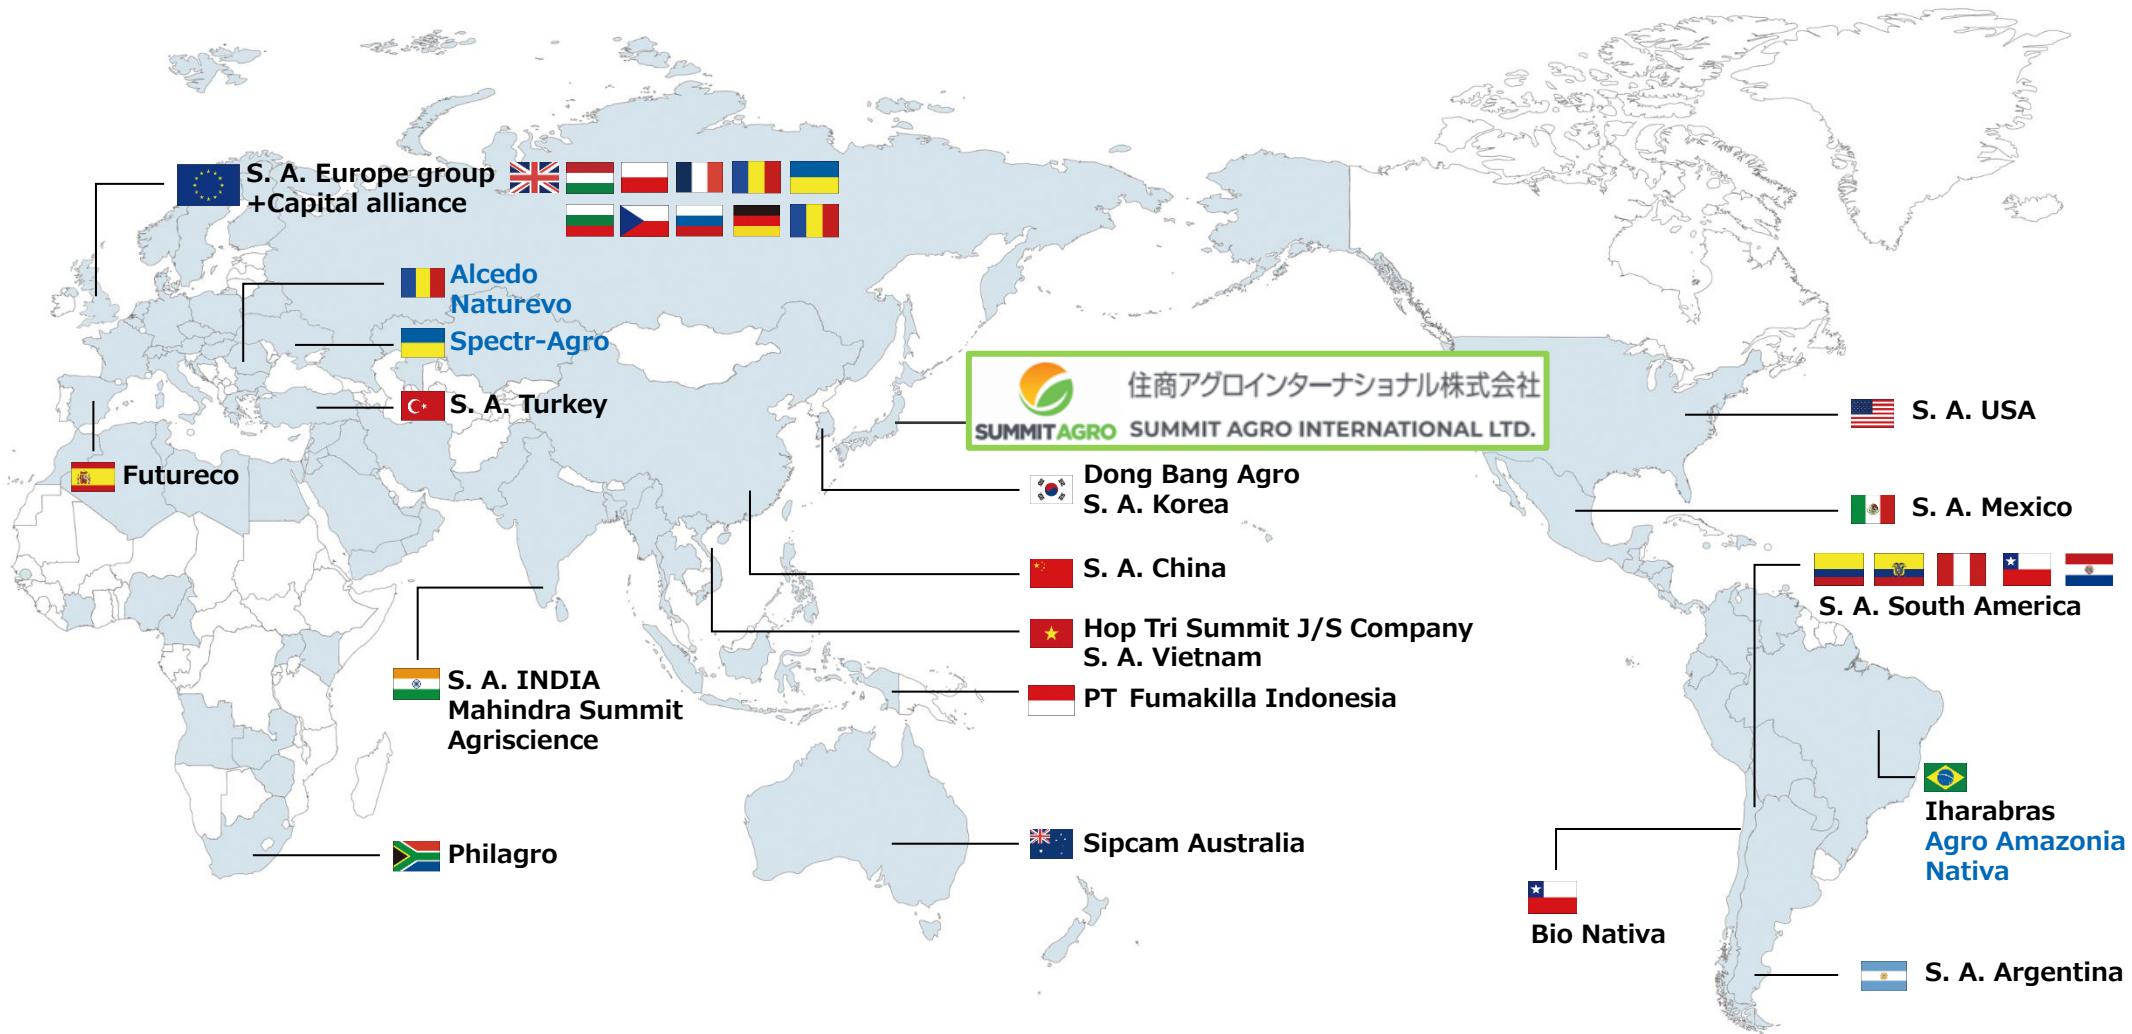 S. A. Europe group
+Capital alliance
Alcedo
Naturevo
Spectr-Agro
S. A. Turkey
Futureco
住商アグロインターナショナル株式会社
SUMMIT AGRO
SUMMIT AGRO INTERNATIONAL LTD.
Dong Bang Agro
S. A. Korea
S. A. China
Hop Tri Summit J/S Company
S. A. Vietnam
PT Fumakilla Indonesia
S. A. INDIA
Mahindra Summit
Agriscience
Philagro
Sipcam Australia
S. A. USA
S. A. Mexico
S. A. South America
Iharabras
Agro Amazonia
Nativa
Bio Nativa
S. A. Argentina